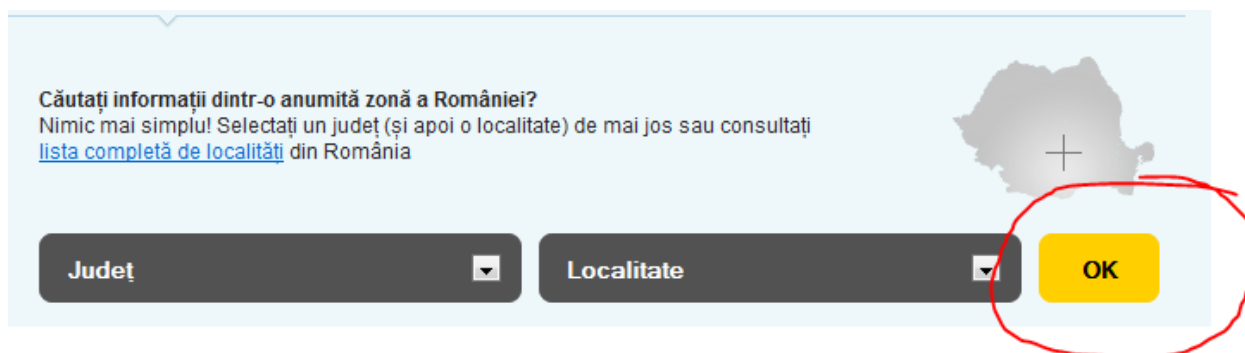 Căutați informații dintr-o anumită zonă a României?
Nimic mai simplu! Selectați un județ (și apoi o localitate) de mai jos sau consultați
lista completă de localități din România
Județ
Localitate
OK